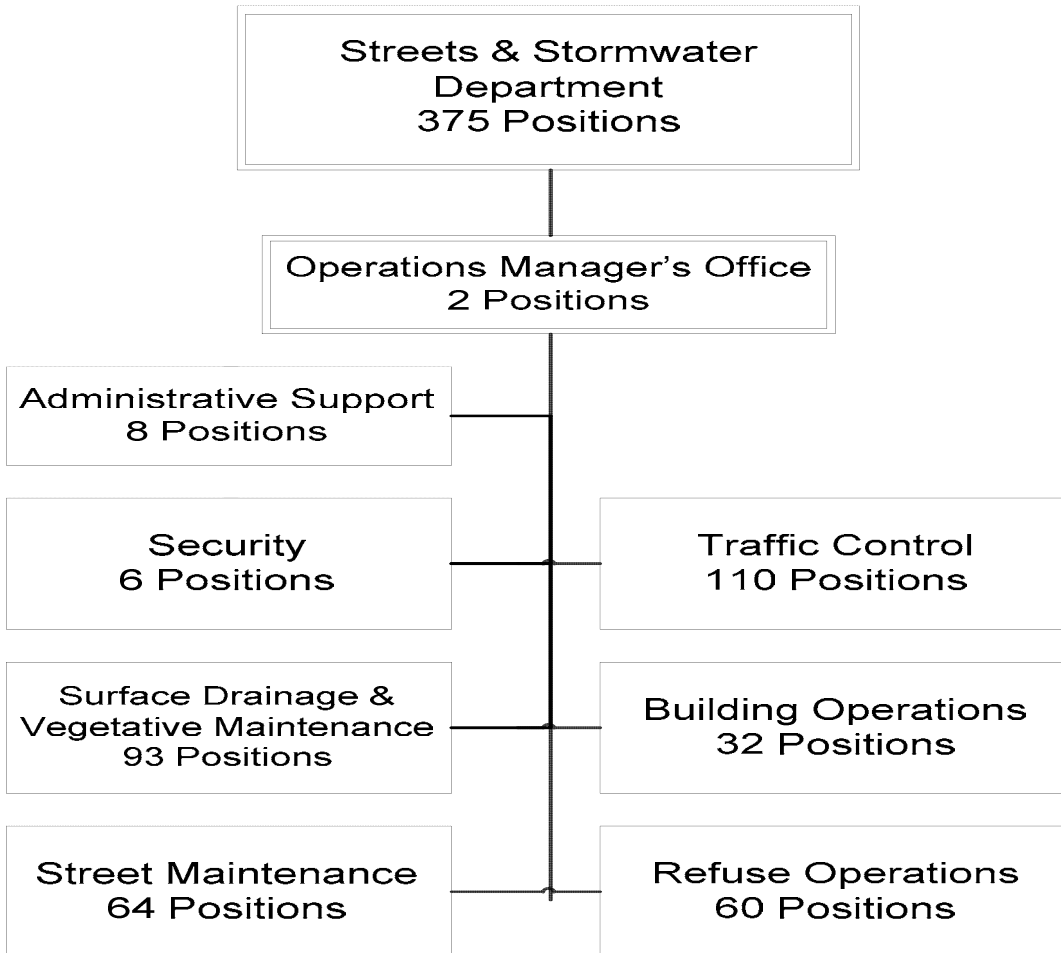 Streets & Stormwater
Department
375 Positions
Operations Manager's Office
2 Positions
Administrative Support
8 Positions
Security
6 Positions
Traffic Control
110 Positions
Surface Drainage &
Vegetative Maintenance
93 Positions
Building Operations
32 Positions
Street Maintenance
64 Positions
Refuse Operations
60 Positions